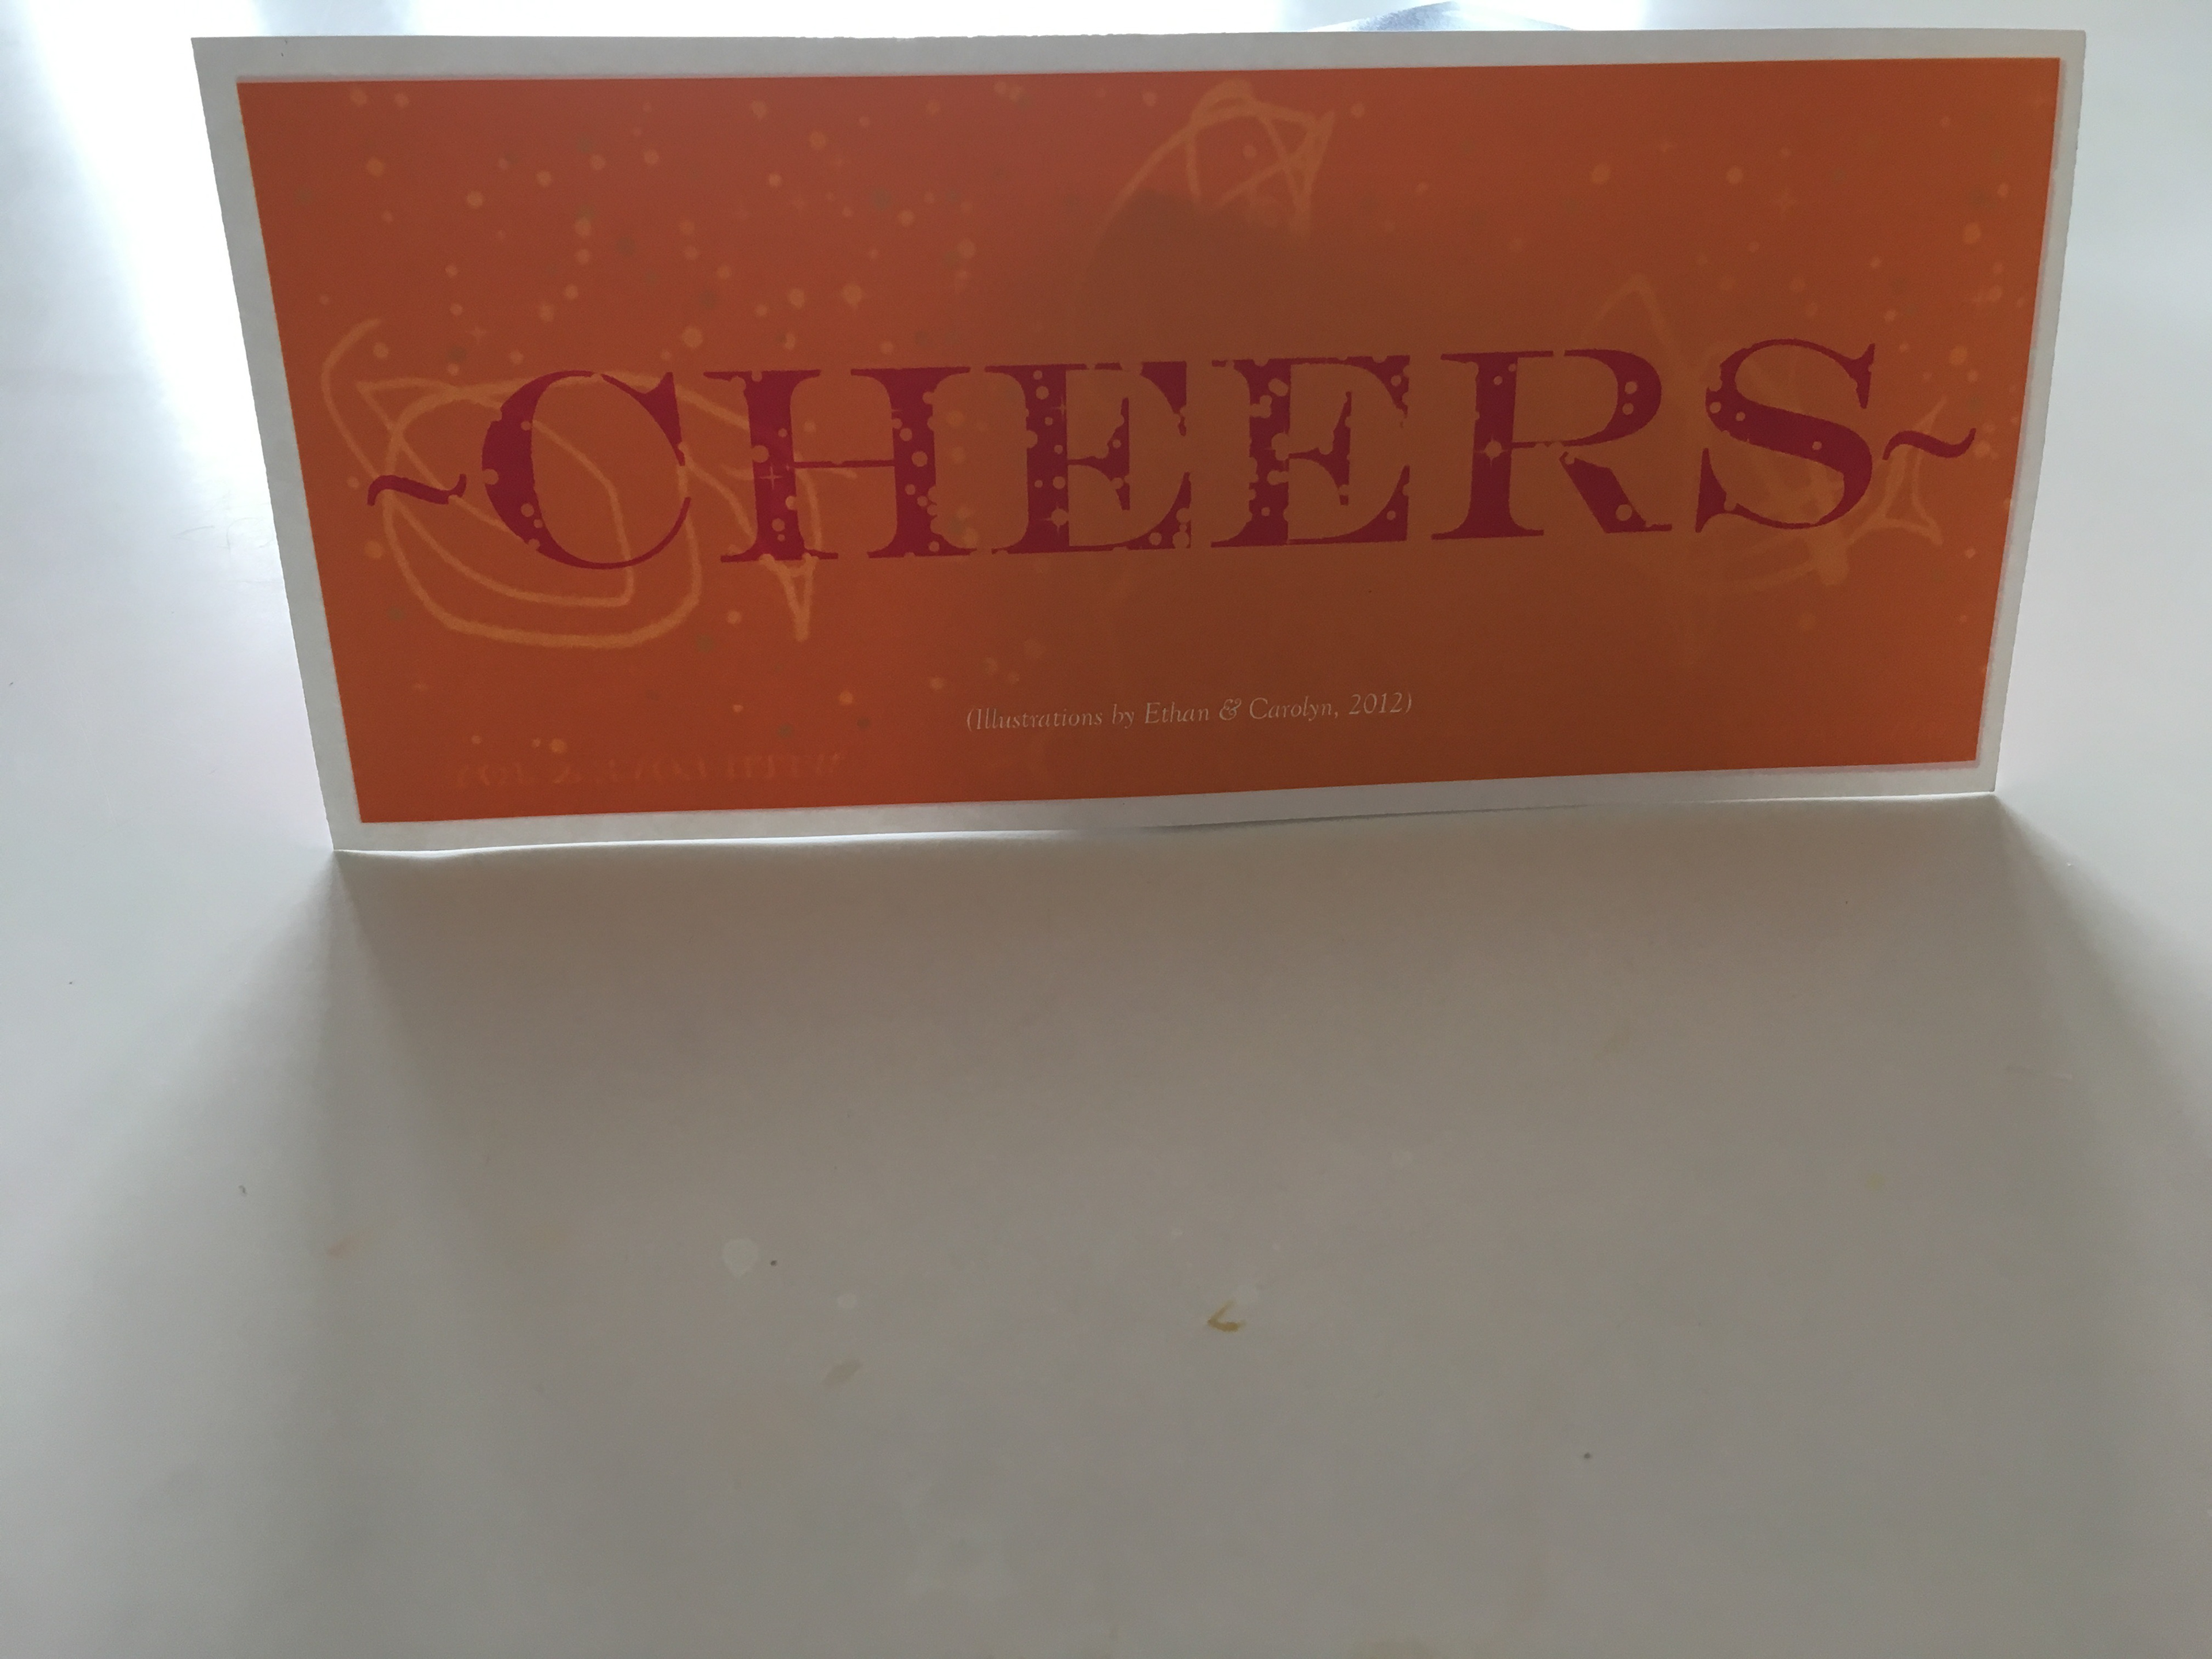 ~CHEERS~
(Illustrations by Ethan & Carolyn, 2012)